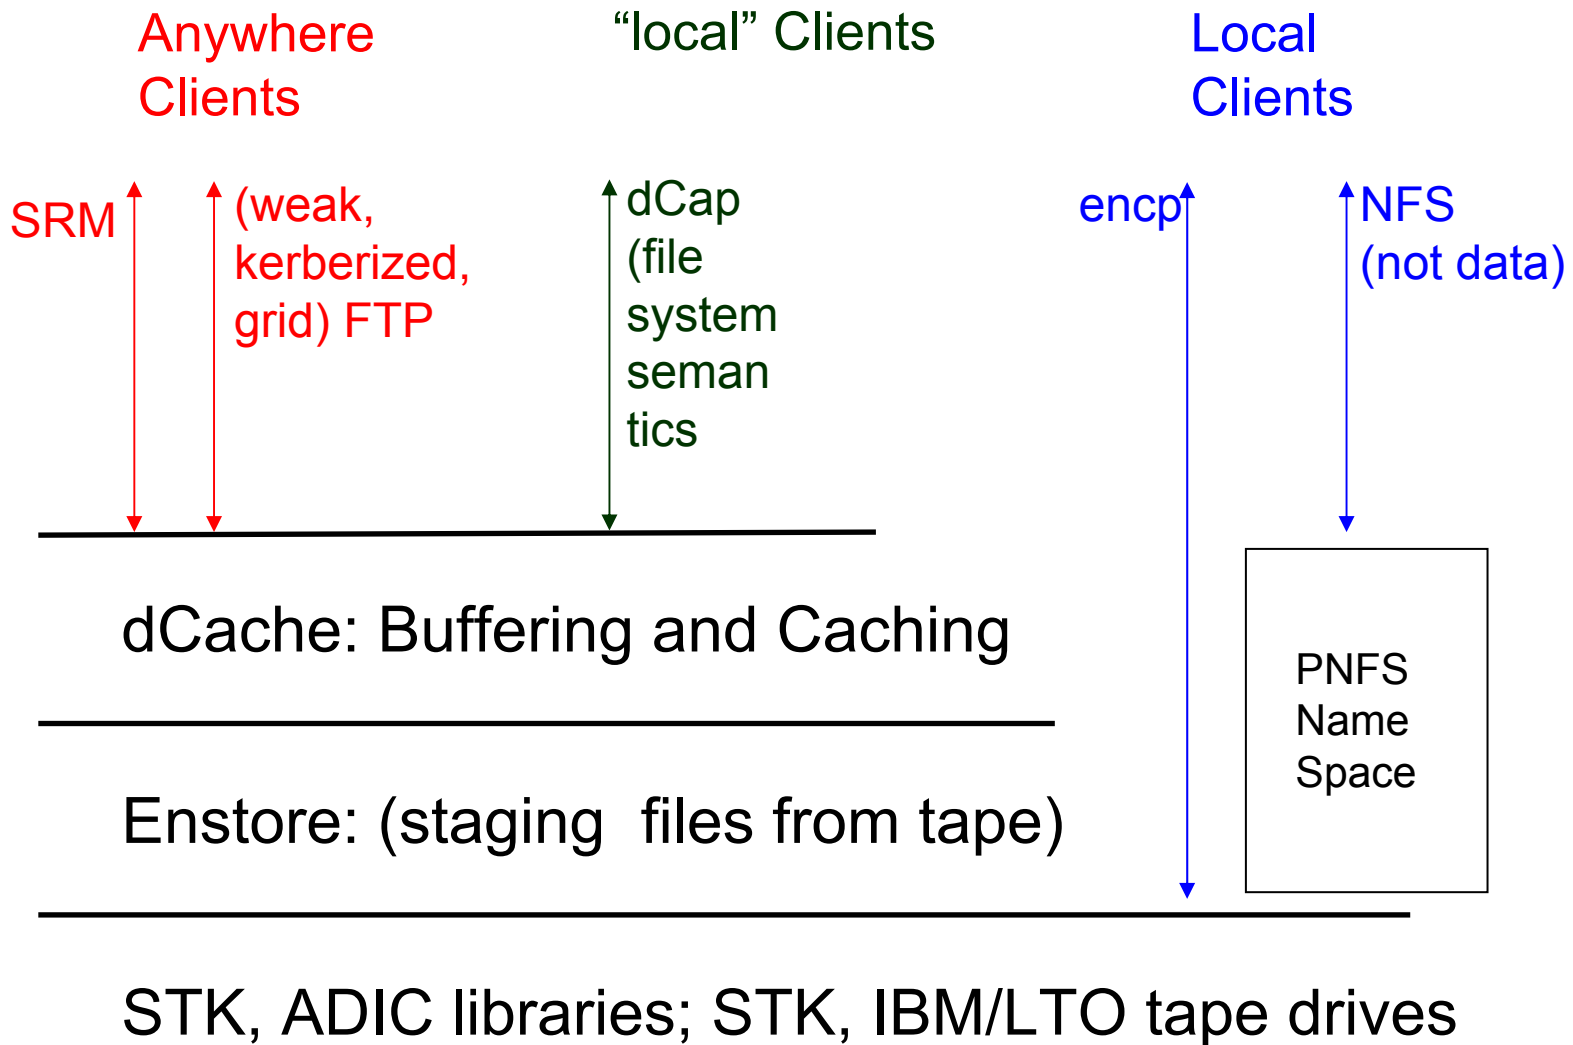 Anywhere
Clients
“local” Clients
Local
Clients
SRM
(weak,
kerberized,
grid) FTP
dCap
(file
system
seman
tics
encp
NFS
(not data)
dCache: Buffering and Caching
PNFS
Name
Space
Enstore: (staging  files from tape)
STK, ADIC libraries; STK, IBM/LTO tape drives